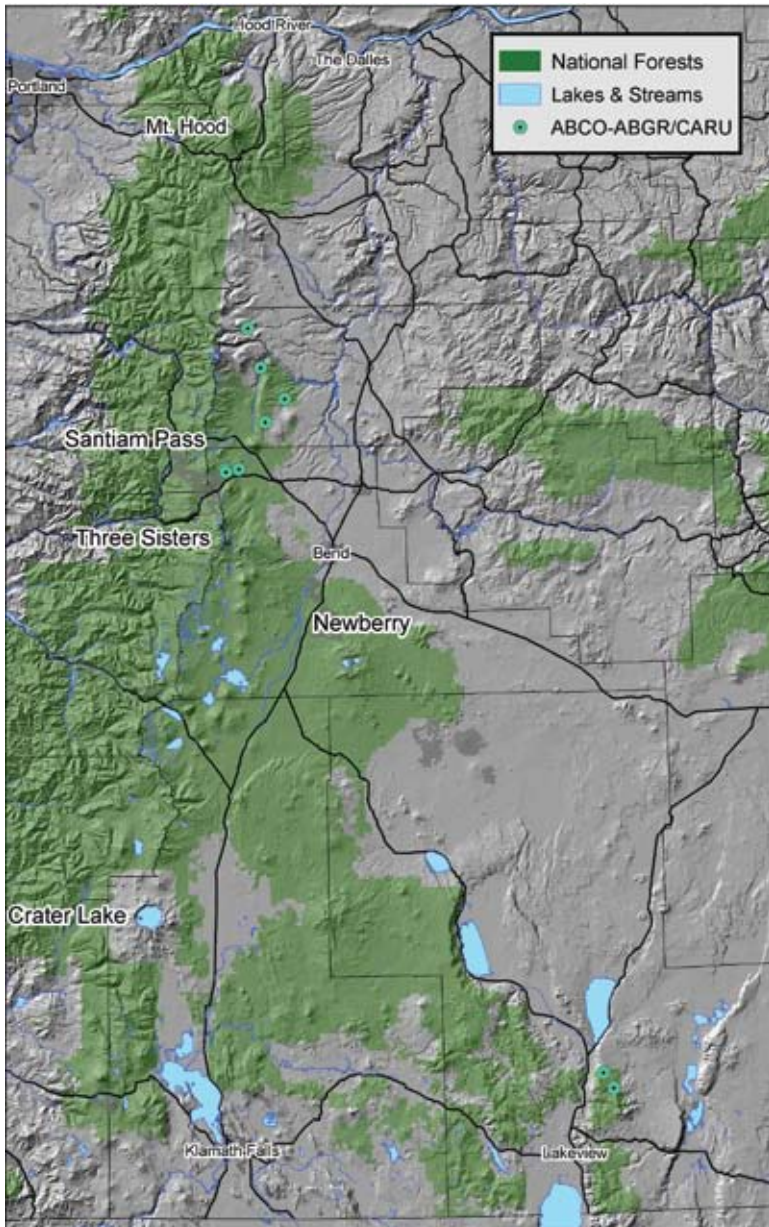 Hood River
The Dalles
Portland
Mt. Hood
National Forests
Lakes & Streams
ABCO-ABGR/CARU
Santiam Pass
Three Sisters
Bend
Newberry
Crater Lake
Klamath Falls
Lakeview